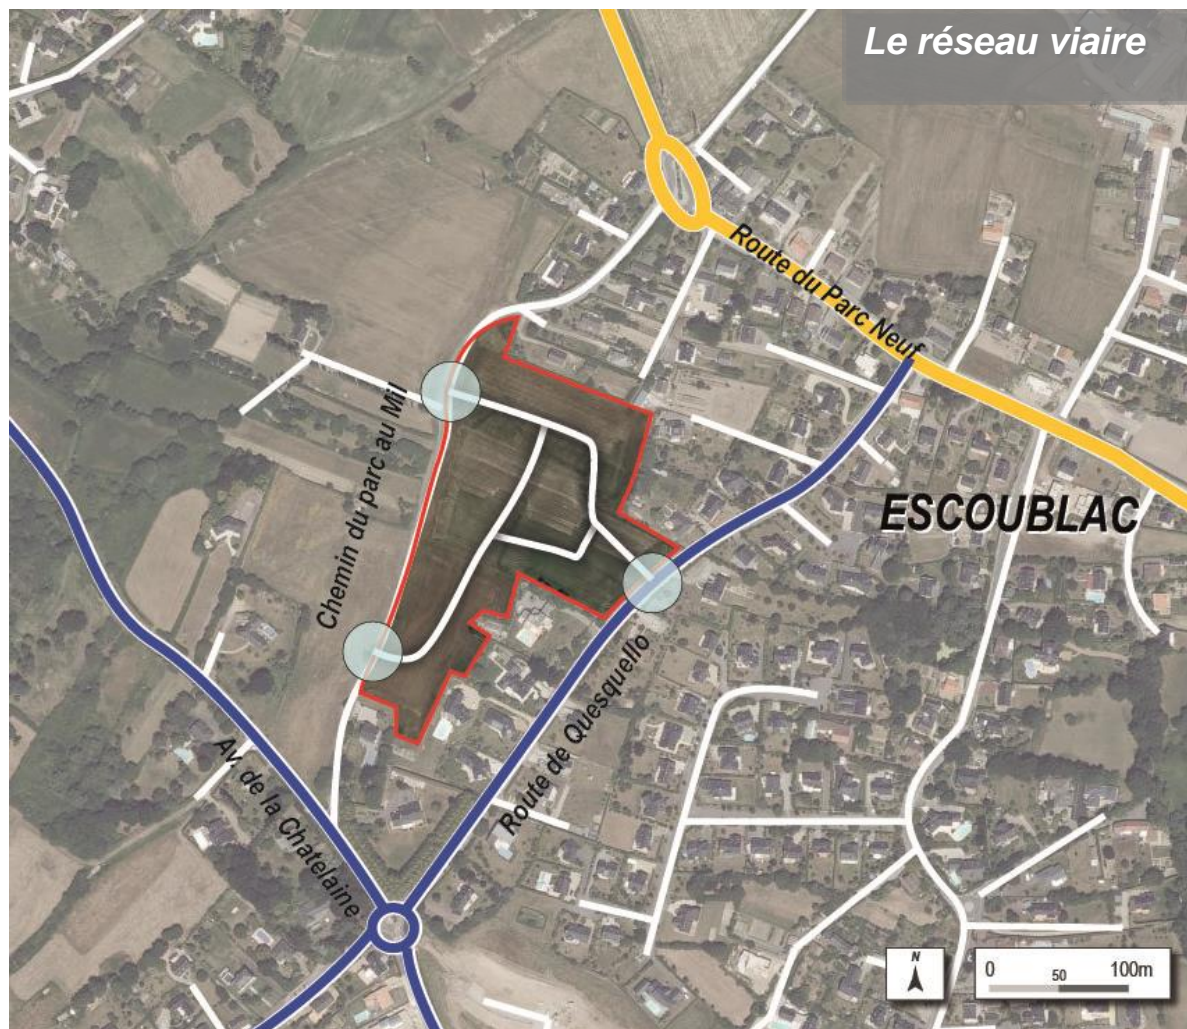 Le réseau viaire
Route du Parc Neuf
Chemin du parc au Mil
ESCOUBLAC
Route de Quesquello
Av. de la Chatelaine
N
0 50 100m